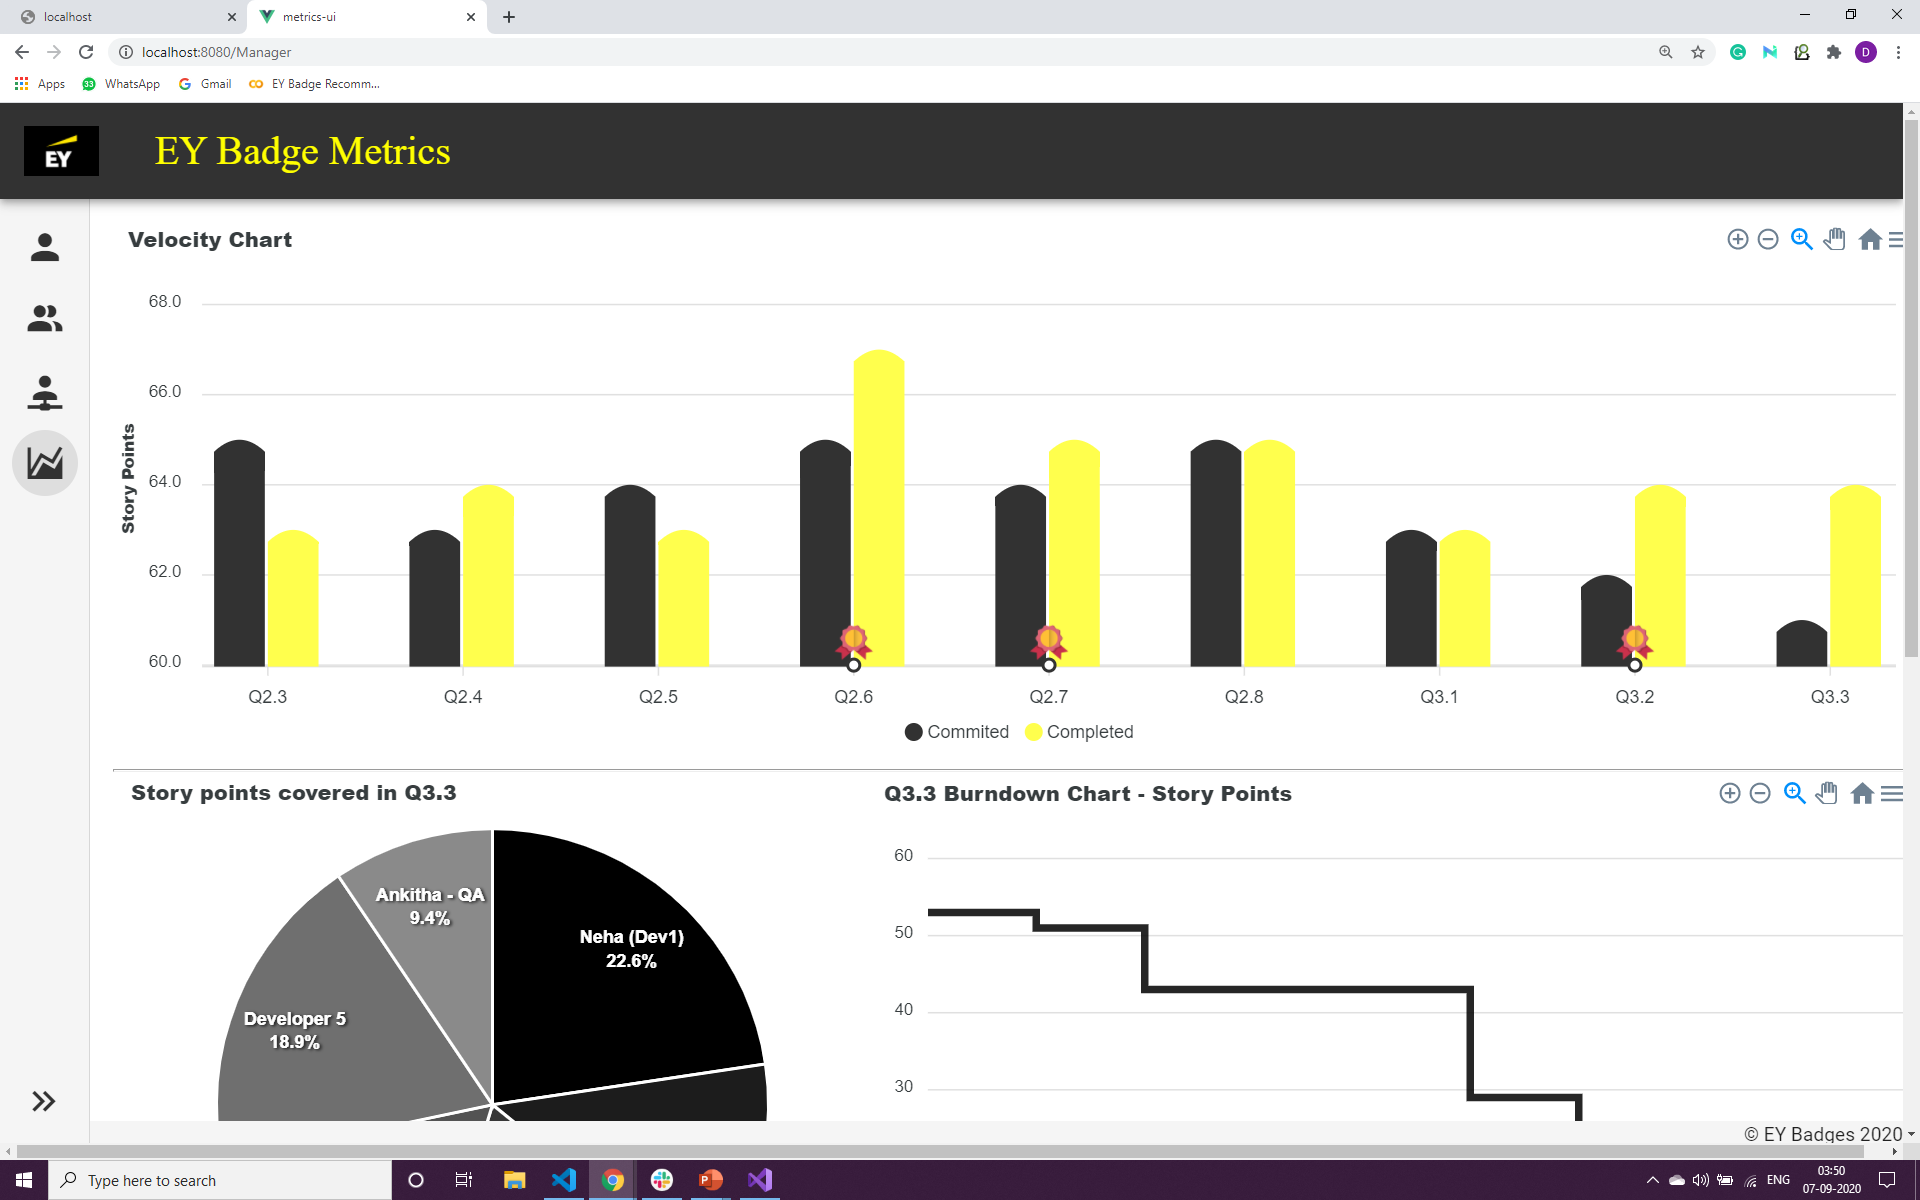 localhost
metrics-ui
localhost:8080/Manager
D
Apps
33
WhatsApp
G
Gmail
EY Badge Recomm...
EY
EY Badge Metrics
Velocity Chart
68.0
66.0
64.0
62.0
60.0
Story Points
Q2.3 Q2.4 Q2.5 Q2.6 Q2.7 Q2.8 Q3.1 Q3.2 Q3.3
Commited Completed
Story points covered in Q3.3
Ankitha - QA
9.4%
Neha (Dev1)
22.6%
Developer 5
18.9%
Q3.3 Burndown Chart - Story Points
60
50
40
30
© EY Badges 2020
Type here to search
ENG
03:50
07-09-2020